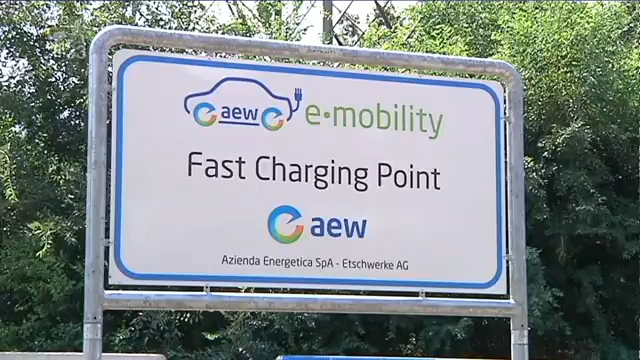 aew e•mobility
Fast Charging Point
aew
Azienda Energetica SpA - Etschwerke AG